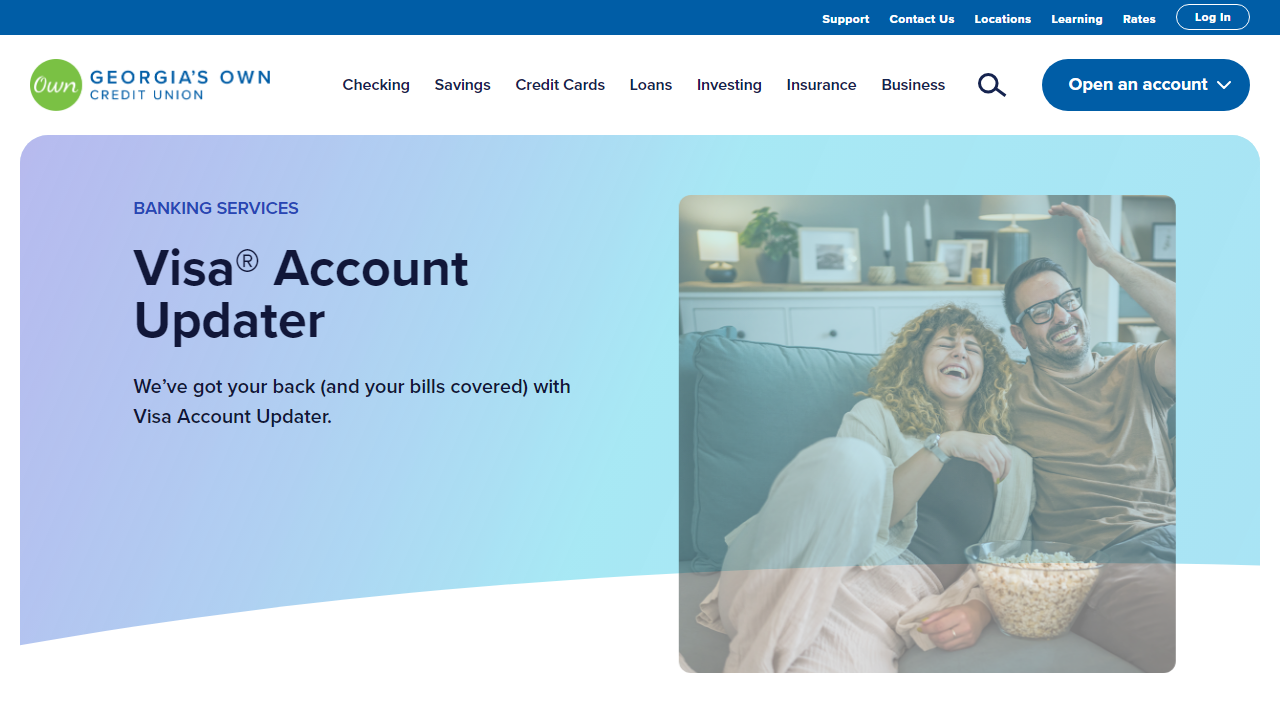 Support Contact Us Locations Learning Rates Log In
Own GEORGIA'S OWN
CREDIT UNION
Checking Savings Credit Cards Loans Investing Insurance Business Open an account
BANKING SERVICES
Visa® Account
Updater
We’ve got your back (and your bills covered) with
Visa Account Updater.